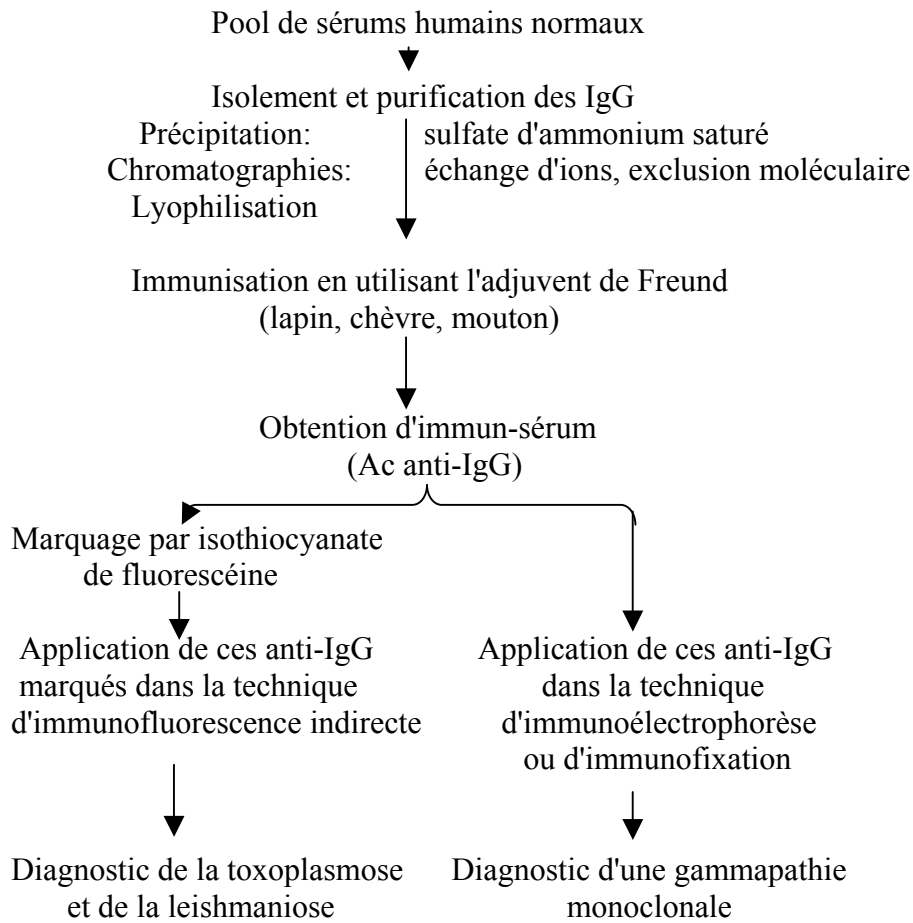 Pool de sérums humains normaux
Isolement et purification des IgG
Précipitation: sulfate d'ammonium saturé
Chromatographies: échange d'ions, exclusion moléculaire
Lyophilisation
Immunisation en utilisant l'adjuvent de Freund
(lapin, chèvre, mouton)
Obtention d'immun-sérum
(Ac anti-IgG)
Marquage par isothiocyanate
de fluorescéine
Application de ces anti-IgG
marqués dans la technique
d'immunofluorescence indirecte
Diagnostic de la toxoplasmose
et de la leishmaniose
Application de ces anti-IgG
dans la technique
d'immunoélectrophorèse
ou d'immunofixation
Diagnostic d'une gammapathie
monoclonale